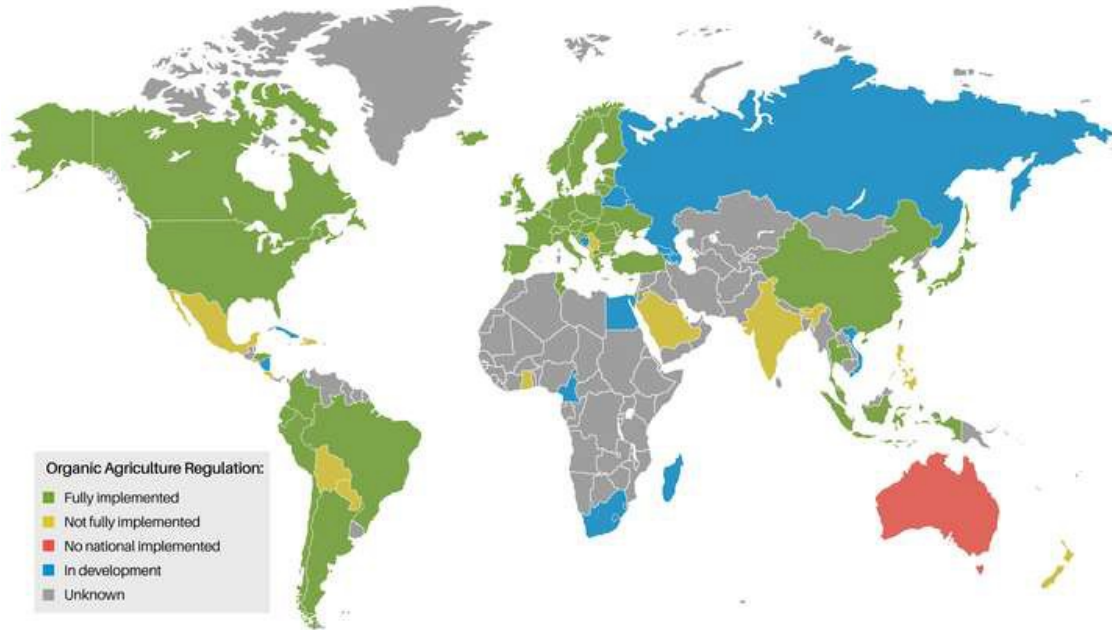 Organic Agriculture Regulation:
Fully implemented
Not fully implemented
No national implemented
In development
Unknown